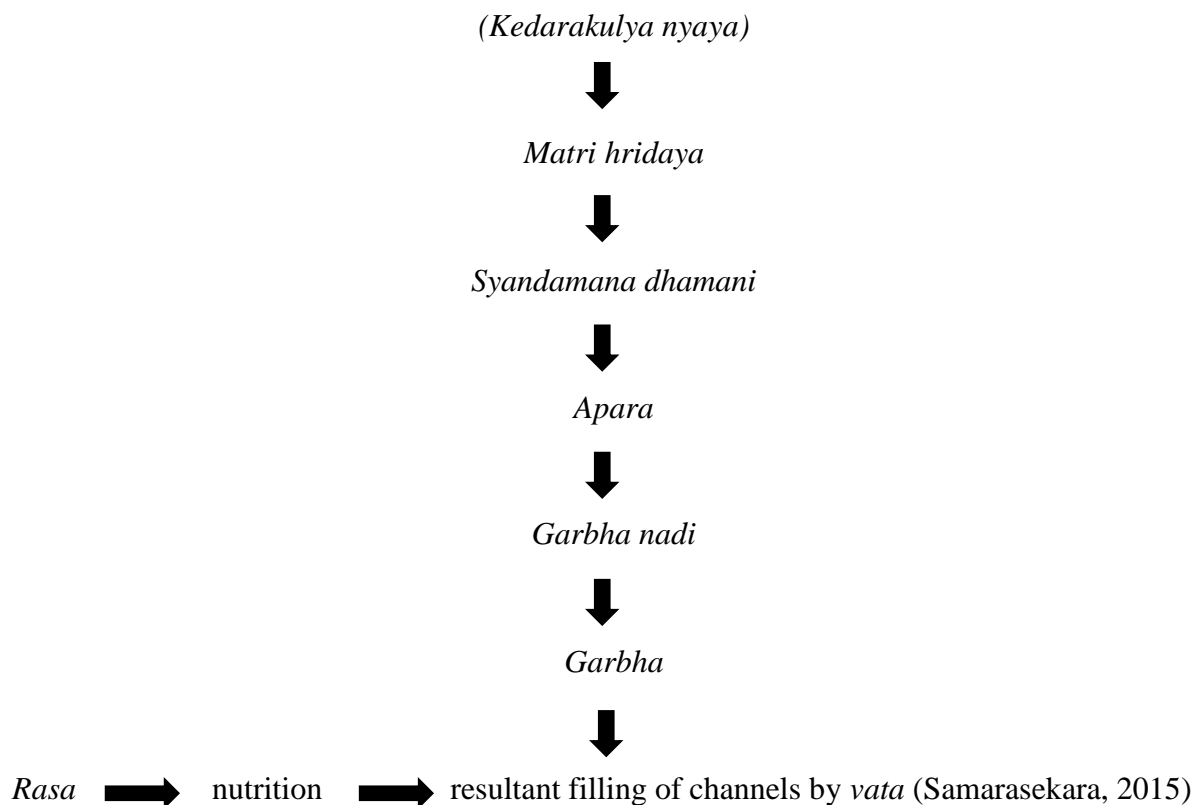 (Kedarakulya nyaya)
Matri hridaya
Syandamana dhamani
Apara
Garbha nadi
Garbha
Rasa nutrition resultant filling of channels by vata (Samarasekara, 2015)